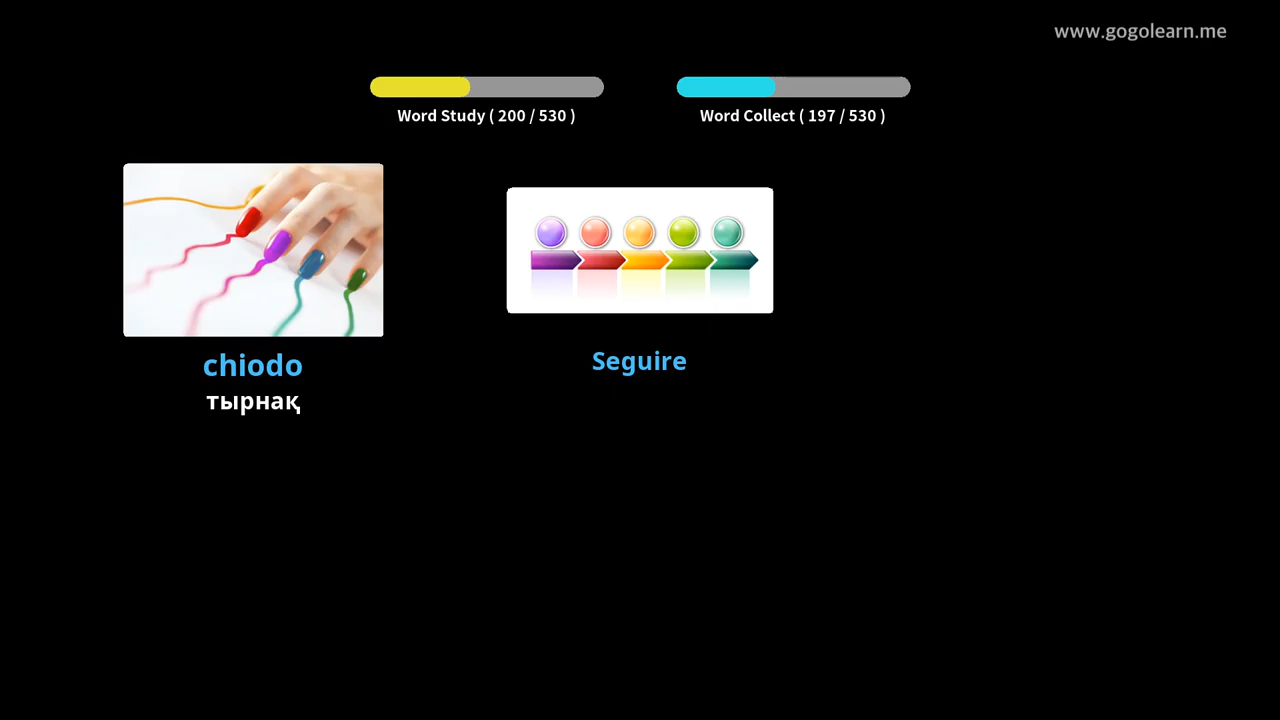 www.gogolearn.me
Word Study ( 200 / 530 )
Word Collect ( 197 / 530 )
chiodo
тырнақ
Seguire